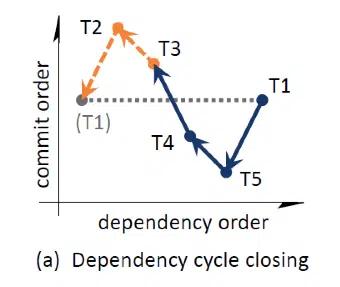 T2
T3
T1
(T1)
T4
T5
commit order
dependency order
(a) Dependency cycle closing